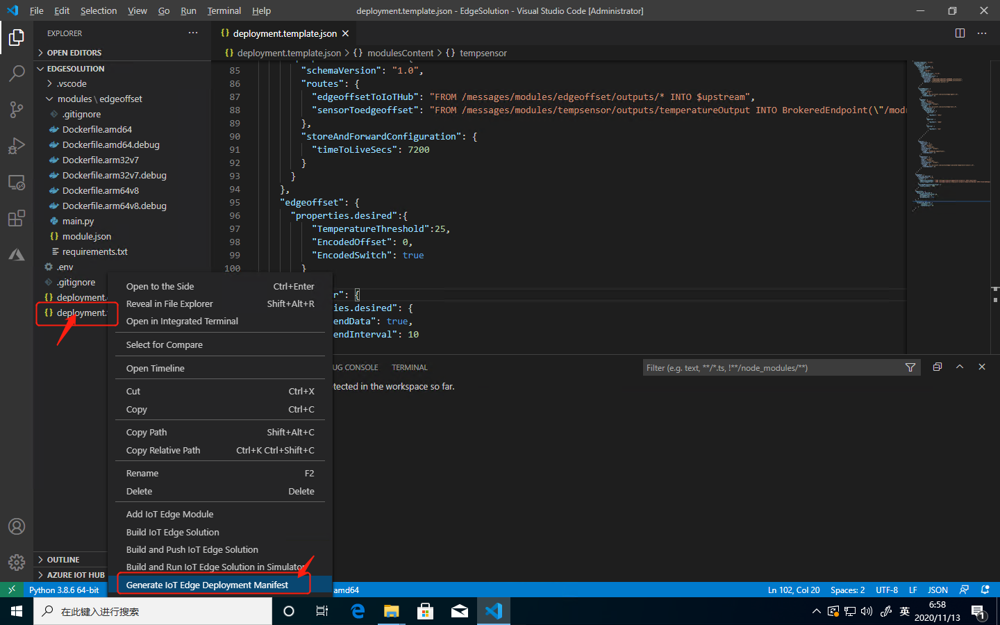 File Edit Selection View Go Run Terminal Help
deployment.template.json - EdgeSolution - Visual Studio Code [Administrator]
EXPLORER
OPEN EDITORS
EDGESOLUTION
.vscode
modules \ edgeoffset
.gitignore
Dockerfile.amd64
Dockerfile.amd64.debug
Dockerfile.arm32v7
Dockerfile.arm32v7.debug
Dockerfile.arm64v8
Dockerfile.arm64v8.debug
main.py
module.json
requirements.txt
.env
.gitignore
deployment.
deployment.
OUTLINE
AZURE IOT HUB
{} deployment.template.json
{} deployment.template.json > {} modulesContent > {} tempsensor
85 "schemaVersion": "1.0",
86 "routes": {
87 "edgeoffsetToIoTHub": "FROM /messages/modules/edgeoffset/outputs/* INTO $upstream",
88 "sensorToedgeoffset": "FROM /messages/modules/tempsensor/outputs/temperatureOutput INTO BrokeredEndpoint(\"/modu
89 },
90 "storeAndForwardConfiguration": {
91 "timeToLiveSecs": 7200
92 }
93 }
94 },
95 "edgeoffset": {
96 "properties.desired":{
97 "TemperatureThreshold":25,
98 "EncodedOffset": 0,
99 "EncodedSwitch": true
100 }
r": {
ies.desired": {
endData": true,
endInterval": 10
UG CONSOLE TERMINAL
Filter (e.g. text, **/*.ts, !**/node_modules/**)
tected in the workspace so far.
Open to the Side Ctrl+Enter
Reveal in File Explorer Shift+Alt+R
Open in Integrated Terminal
Select for Compare
Open Timeline
Cut Ctrl+X
Copy Ctrl+C
Copy Path Shift+Alt+C
Copy Relative Path Ctrl+K Ctrl+Shift+C
Rename F2
Delete Delete
Add IoT Edge Module
Build IoT Edge Solution
Build and Push IoT Edge Solution
Build and Run IoT Edge Solution in Simulator
Generate IoT Edge Deployment Manifest
Python 3.8.6 64-bit
amd64
Ln 102, Col 20 Spaces: 2 UTF-8 LF JSON
在此键入进行搜索
英
6:58
2020/11/13
1